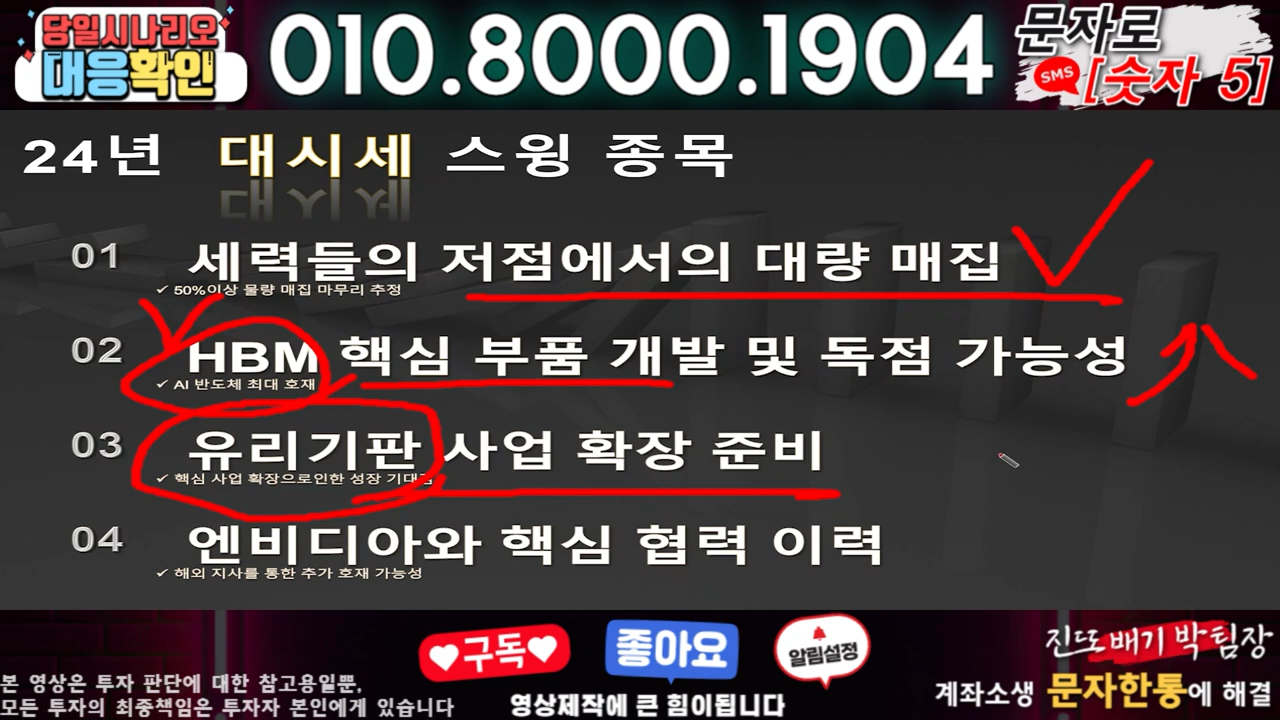 당일시나리오
대응확인
010.8000.1904
문자로
SMS [숫자 5]
24년 대시세 스윙 종목
01 세력들의 저점에서의 대량 매집
✓ 50%이상 물량 매집 마무리 추정
02 HBM 핵심 부품 개발 및 독점 가능성
✓ AI 반도체 최대 호재
03 유리기판 사업 확장 준비
✓ 핵심 사업 확장으로인한 성장 기대감
04 엔비디아와 핵심 협력 이력
✓ 해외 지사를 통한 추가 호재 가능성
구독
좋아요
알림설정
영상제작에 큰 힘이됩니다
본 영상은 투자 판단에 대한 참고용일뿐,
모든 투자의 최종책임은 투자자 본인에게 있습니다
진또배기 박팀장
계좌소생 문자한통에 해결